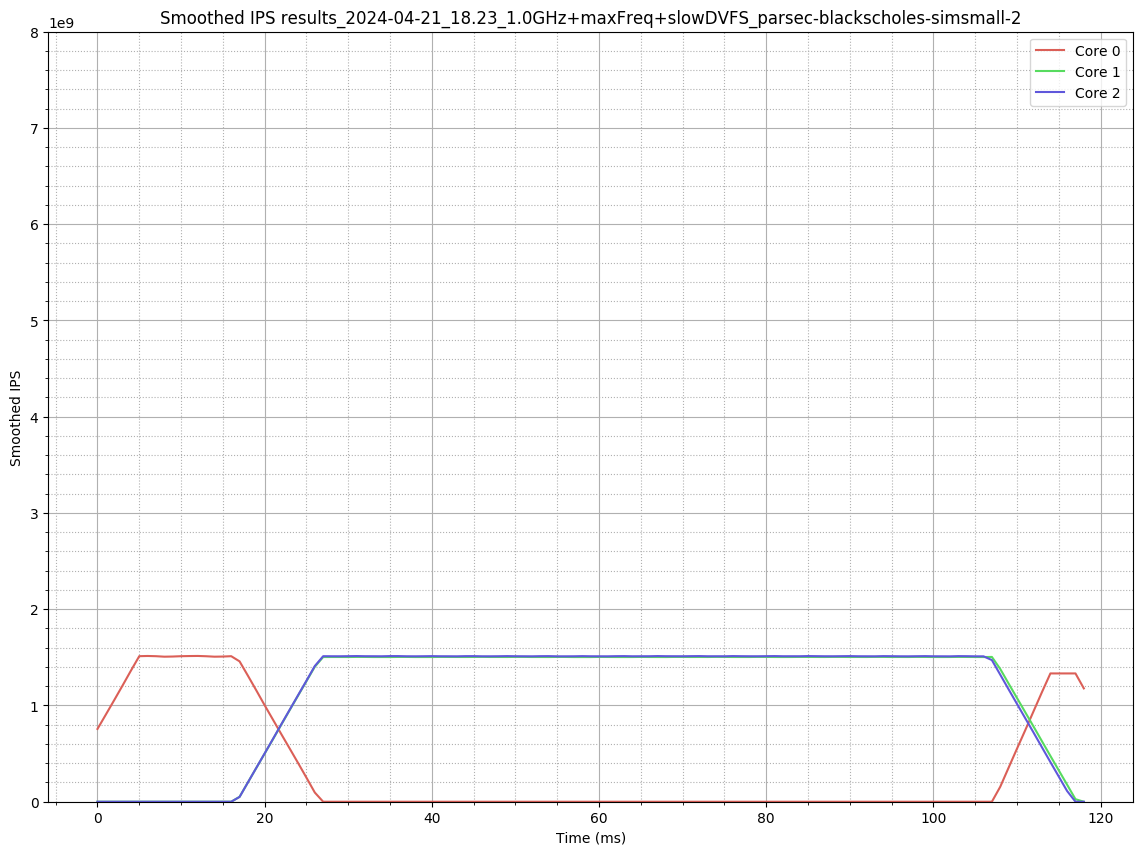 Smoothed IPS results_2024-04-21_18.23_1.0GHz+maxFreq+slowDVFS_parsec-blackscholes-simsmall-2
1e9
Core 0
Core 1
Core 2
8
7
6
5
4
3
2
1
0
Smoothed IPS
0 20 40 60 80 100 120
Time (ms)